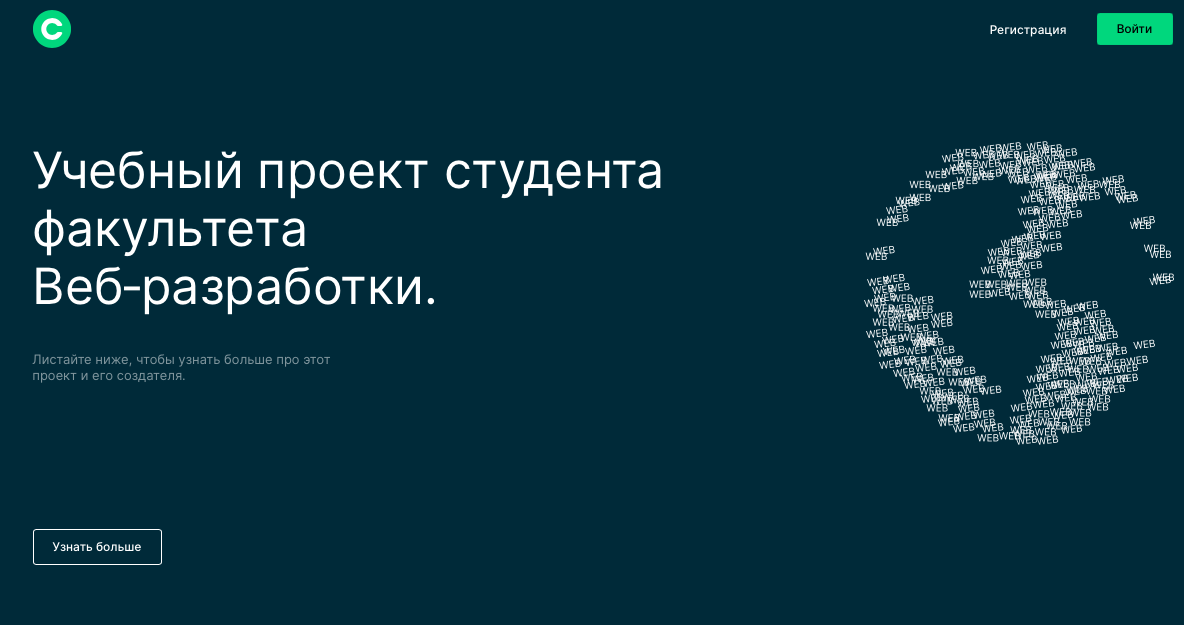 C
Регистрация
Войти
Учебный проект студента
факультета
Веб-разработки.
Листайте ниже, чтобы узнать больше про этот
проект и его создателя.
Узнать больше
WEB